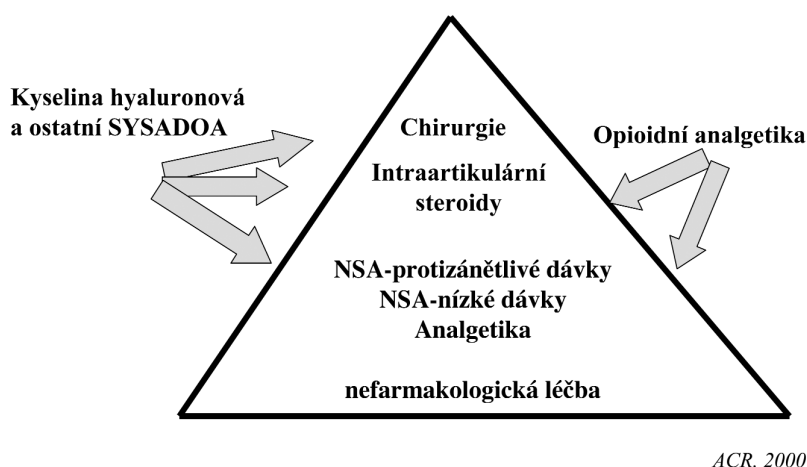 Kyselina hyaluronová
a ostatní SYSADOA
Chirurgie
Opioidní analgetika
Intraartikulární
steroidy
NSA-protizánětlivé dávky
NSA-nízké dávky
Analgetika
nefarmakologická léčba
ACR, 2000